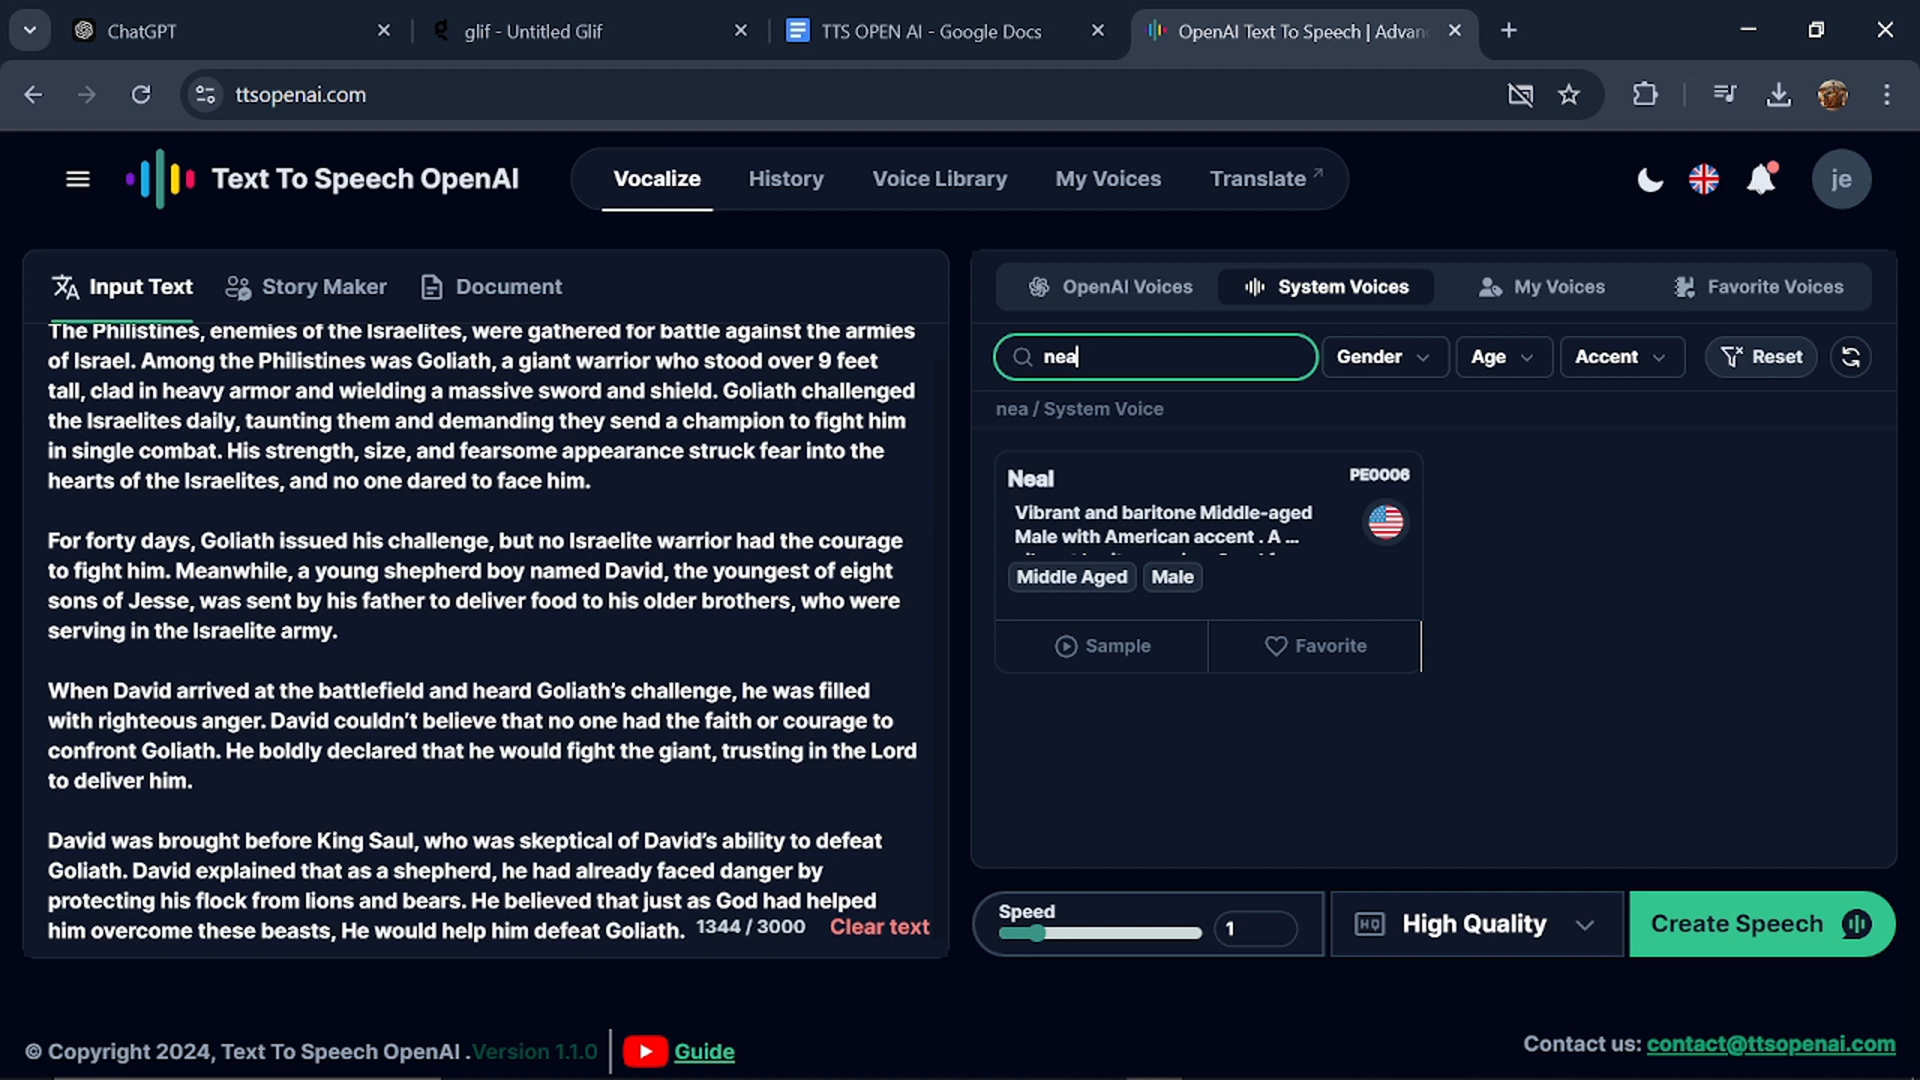 ChatGPT
glif - Untitled Glif
TTS OPEN AI - Google Docs
OpenAI Text To Speech | Advan
ttsopenai.com
Text To Speech OpenAI
Vocalize
History
Voice Library
My Voices
Translate
je
Input Text
Story Maker
Document
The Philistines, enemies of the Israelites, were gathered for battle against the armies
of Israel. Among the Philistines was Goliath, a giant warrior who stood over 9 feet
tall, clad in heavy armor and wielding a massive sword and shield. Goliath challenged
the Israelites daily, taunting them and demanding they send a champion to fight him
in single combat. His strength, size, and fearsome appearance struck fear into the
hearts of the Israelites, and no one dared to face him.
For forty days, Goliath issued his challenge, but no Israelite warrior had the courage
to fight him. Meanwhile, a young shepherd boy named David, the youngest of eight
sons of Jesse, was sent by his father to deliver food to his older brothers, who were
serving in the Israelite army.
When David arrived at the battlefield and heard Goliath’s challenge, he was filled
with righteous anger. David couldn’t believe that no one had the faith or courage to
confront Goliath. He boldly declared that he would fight the giant, trusting in the Lord
to deliver him.
David was brought before King Saul, who was skeptical of David’s ability to defeat
Goliath. David explained that as a shepherd, he had already faced danger by
protecting his flock from lions and bears. He believed that just as God had helped
him overcome these beasts, He would help him defeat Goliath.
1344 / 3000
Clear text
OpenAI Voices
System Voices
My Voices
Favorite Voices
nea
Gender
Age
Accent
Reset
nea / System Voice
Neal
PE0006
Vibrant and baritone Middle-aged
Male with American accent . A ...
Middle Aged
Male
Sample
Favorite
Speed
1
HQ
High Quality
Create Speech
© Copyright 2024, Text To Speech OpenAI .Version 1.1.0
Guide
Contact us: contact@ttsopenai.com